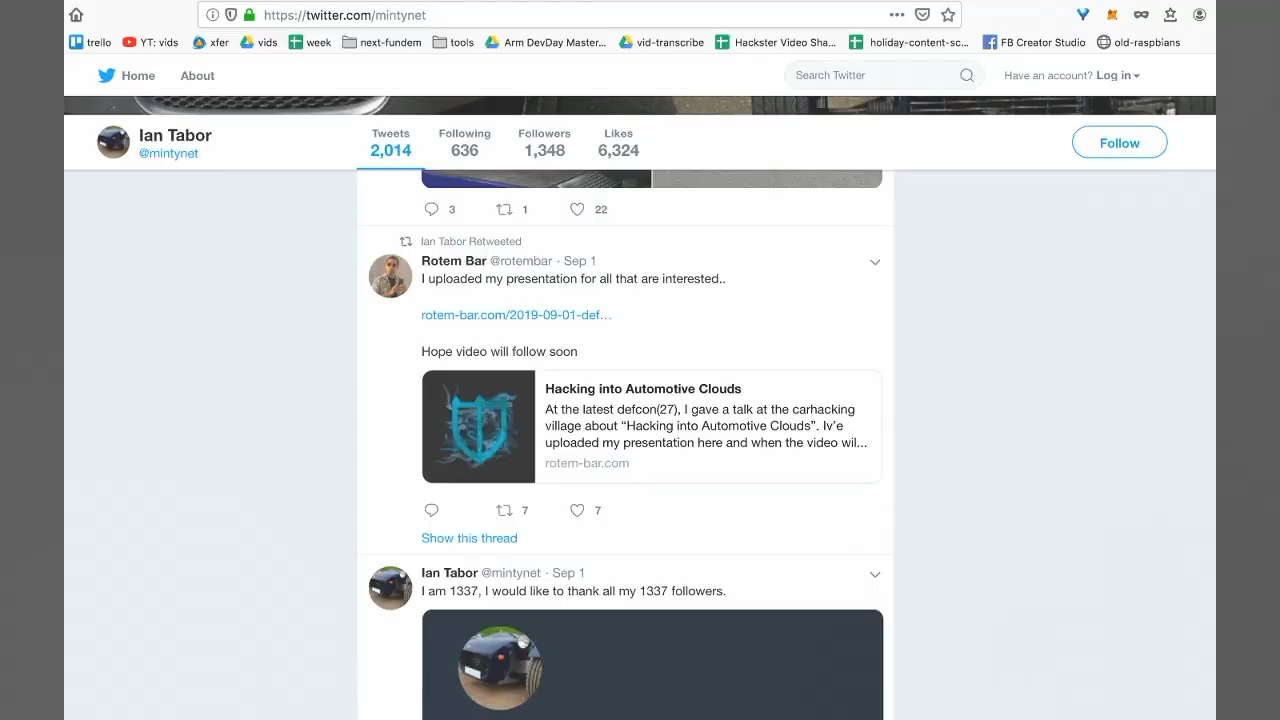 https://twitter.com/mintynet
trello YT: vids xfer vids week next-fundem tools Arm DevDay Master... vid-transcribe Hackster Video Sha... holiday-content-sc... FB Creator Studio old-raspbians
Home About Search Twitter Have an account? Log in
Ian Tabor
@mintynet
Tweets Following Followers Likes
2,014 636 1,348 6,324
Follow
3 1 22
Ian Tabor Retweeted
Rotem Bar @rotembar · Sep 1
I uploaded my presentation for all that are interested..
rotem-bar.com/2019-09-01-def...
Hope video will follow soon
Hacking into Automotive Clouds
At the latest defcon(27), I gave a talk at the carhacking
village about “Hacking into Automotive Clouds”. Iv’e
uploaded my presentation here and when the video wil...
rotem-bar.com
7 7
Show this thread
Ian Tabor @mintynet · Sep 1
I am 1337, I would like to thank all my 1337 followers.